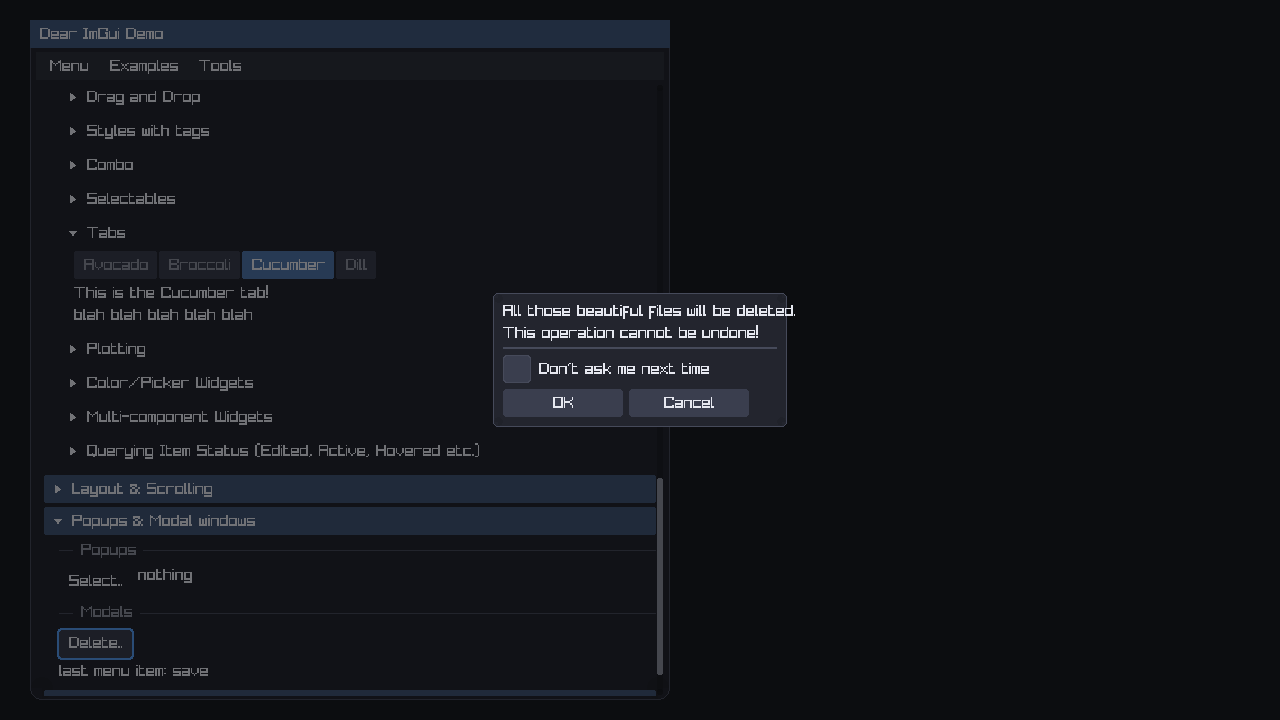 Dear ImGui Demo
Menu Examples Tools
Drag and Drop
Styles with tags
Combo
Selectables
Tabs
Avocado Broccoli Cucumber Dill
This is the Cucumber tab!
blah blah blah blah blah
Plotting
Color/Picker Widgets
Multi-component Widgets
Querying Item Status (Edited, Active, Hovered etc.)
Layout & Scrolling
Popups & Modal windows
Popups
Select.. nothing
Modals
Delete..
last menu item: save
All those beautiful files will be deleted.
This operation cannot be undone!
Don't ask me next time
OK Cancel